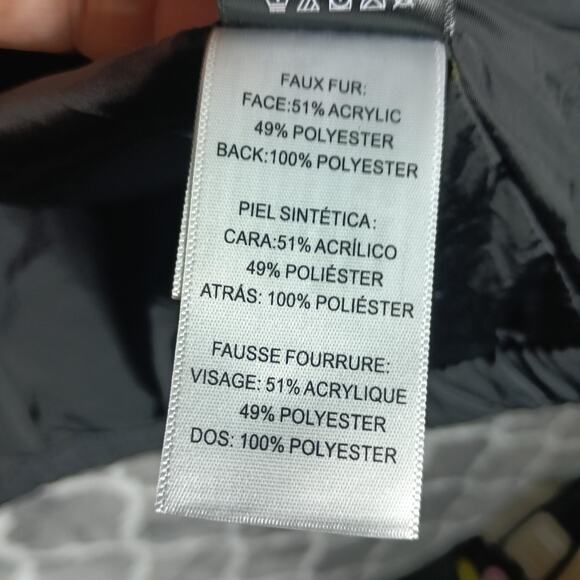 FAUX FUR:
FACE:51% ACRYLIC
49% POLYESTER
BACK:100% POLYESTER
PIEL SINTÉTICA:
CARA:51% ACRÍLICO
49% POLIÉSTER
ATRÁS: 100% POLIÉSTER
FAUSSE FOURRURE:
VISAGE: 51% ACRYLIQUE
49% POLYESTER
DOS: 100% POLYESTER